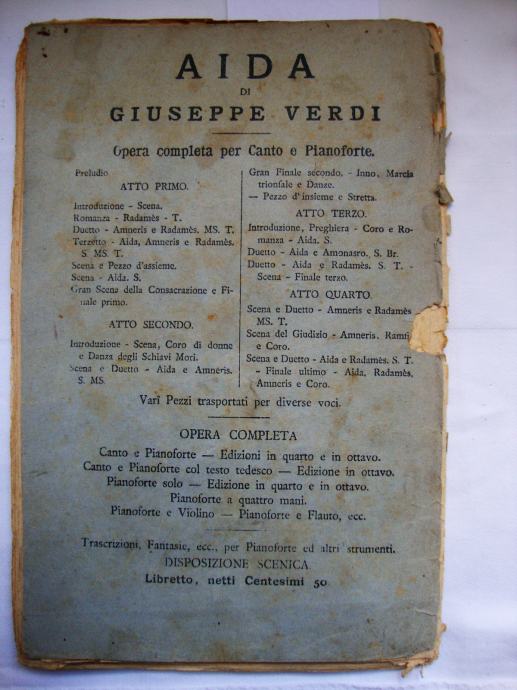 AIDA
DI
GIUSEPPE VERDI
Opera completa per Canto e Pianoforte.
Preludio
ATTO PRIMO.
Introduzione - Scena.
Romanza - Radamès - T.
Duetto - Amneris e Radamès. MS. T.
Terzetto - Aida, Amneris e Radamès.
S. MS. T.
Scena e Pezzo d'assieme.
Scena - Aida. S.
Gran Scena della Consacrazione e Fi-
nale primo.
ATTO SECONDO.
Introduzione - Scena, Coro di donne
e Danza degli Schiavi Mori.
Scena e Duetto - Aida e Amneris.
S. MS.
Gran Finale secondo. - Inno, Marcia
trionfale e Danze.
— Pezzo d'insieme e Stretta.
ATTO TERZO.
Introduzione, Preghiera - Coro e Ro-
manza - Aida. S.
Duetto - Aida e Amonasro. S. Br.
Duetto - Aida e Radamès. S. T. -
Scena - Finale terzo.
ATTO QUARTO.
Scena e Duetto - Amneris e Radamès
MS. T.
Scena del Giudizio - Amneris, Ramfi
e Coro.
Scena e Duetto - Aida e Radamès. S. T.
- Finale ultimo - Aida, Radamès,
Amneris e Coro.
Vari Pezzi trasportati per diverse voci.
OPERA COMPLETA
Canto e Pianoforte — Edizioni in quarto e in ottavo.
Canto e Pianoforte col testo tedesco — Edizione in ottavo.
Pianoforte solo — Edizione in quarto e in ottavo.
Pianoforte a quattro mani.
Pianoforte e Violino — Pianoforte e Flauto, ecc.
Trascrizioni, Fantasie, ecc., per Pianoforte ed altri strumenti.
DISPOSIZIONE SCENICA
Libretto, netti Centesimi 50